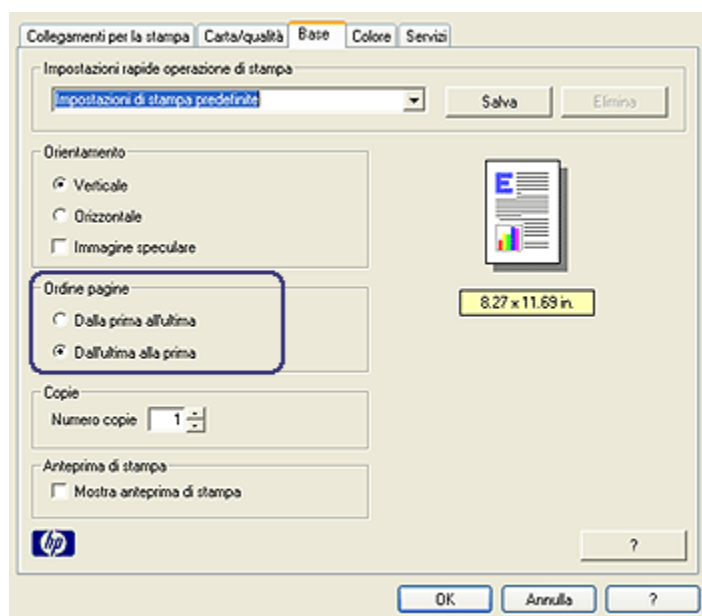 Collegamenti per la stampa Carta/qualità Base Colore Servizi
Impostazioni rapide operazione di stampa
Impostazioni di stampa predefinite Salva Elimina
Orientamento
Verticale
Orizzontale
Immagine speculare
E
Ordine pagine
8.27 x 11.69 in.
Dalla prima all'ultima
Dall'ultima alla prima
Copie
Numero copie 1
Anteprima di stampa
Mostra anteprima di stampa
hp ?
OK Annulla ?